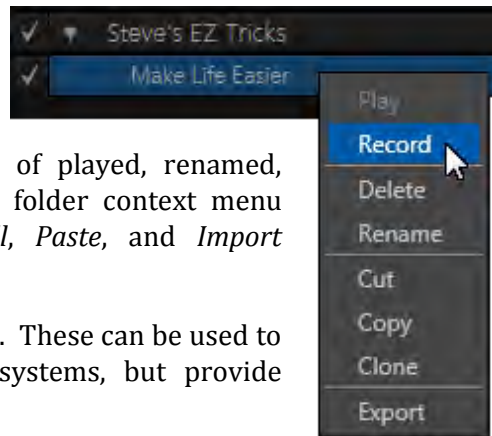 ✓ ▼ Steve's EZ Tricks
✓ Make Life Easier
Play
Record
Delete
Rename
Cut
Copy
Clone
Export
of played, renamed,
folder context menu
l, Paste, and Import
. These can be used to
systems, but provide